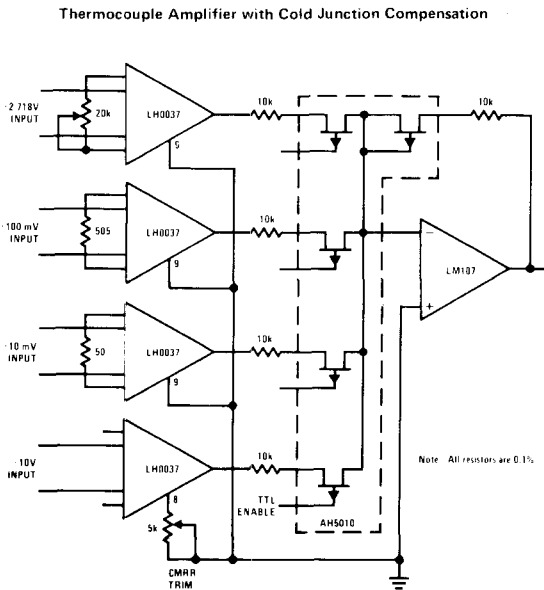 Thermocouple Amplifier with Cold Junction Compensation
2.718V
INPUT
20k
LH0037
5
10k
10k
100 mV
INPUT
505
LH0037
9
10k
LM107
10 mV
INPUT
50
LH0037
9
10k
10V
INPUT
LH0037
8
10k
Note All resistors are 0.1%
TTL
ENABLE
5k
AH5010
CMRR
TRIM